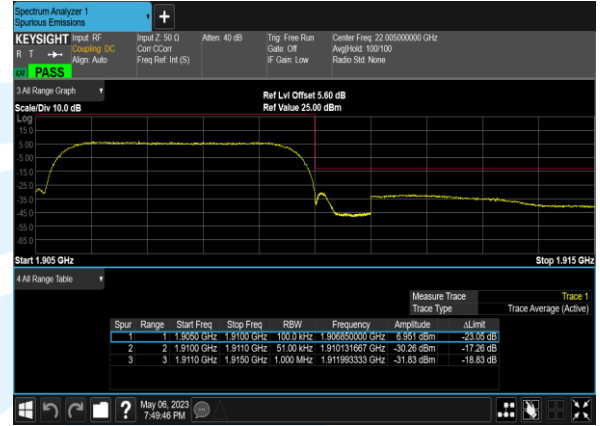 Spectrum Analyzer 1
Spurious Emissions
+
KEYSIGHT Input: RF Input Z: 50 Ω Atten: 40 dB Trig: Free Run Center Freq: 22.005000000 GHz
R T Coupling: DC Corr CCorr Gate: Off Avg|Hold: 100/100
Align: Auto Freq Ref: Int (S) IF Gain: Low Radio Std: None
PASS
3 All Range Graph
Ref Lvl Offset 5.60 dB
Scale/Div 10.0 dB Ref Value 25.00 dBm
Log
15.0
5.00
-5.00
-15.0
-25.0
-35.0
-45.0
-55.0
-65.0
Start 1.905 GHz Stop 1.915 GHz
4 All Range Table
Measure Trace Trace 1
Trace Type Trace Average (Active)
Spur Range Start Freq Stop Freq RBW Frequency Amplitude ΔLimit
1 1 1.9050 GHz 1.9100 GHz 100.0 kHz 1.906850000 GHz 6.951 dBm -23.05 dB
2 2 1.9100 GHz 1.9110 GHz 51.00 kHz 1.910131667 GHz -30.26 dBm -17.26 dB
3 3 1.9110 GHz 1.9150 GHz 1.000 MHz 1.911993333 GHz -31.83 dBm -18.83 dB
? May 06, 2023
7:49:46 PM